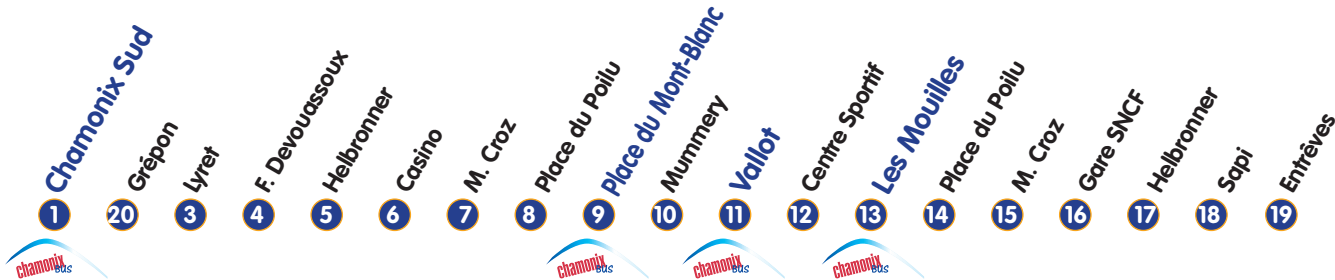 Chamonix Sud
Grépon
Lyret
F. Devouassoux
Helbronner
Casino
M. Croz
Place du Poilu
Place du Mont-Blanc
Mummery
Vallot
Centre Sportif
Les Mouilles
Place du Poilu
M. Croz
Gare SNCF
Helbronner
Sapi
Entrêves
1 20 3 4 5 6 7 8 9 10 11 12 13 14 15 16 17 18 19
chamonix BUS
chamonix BUS
chamonix BUS
chamonix BUS